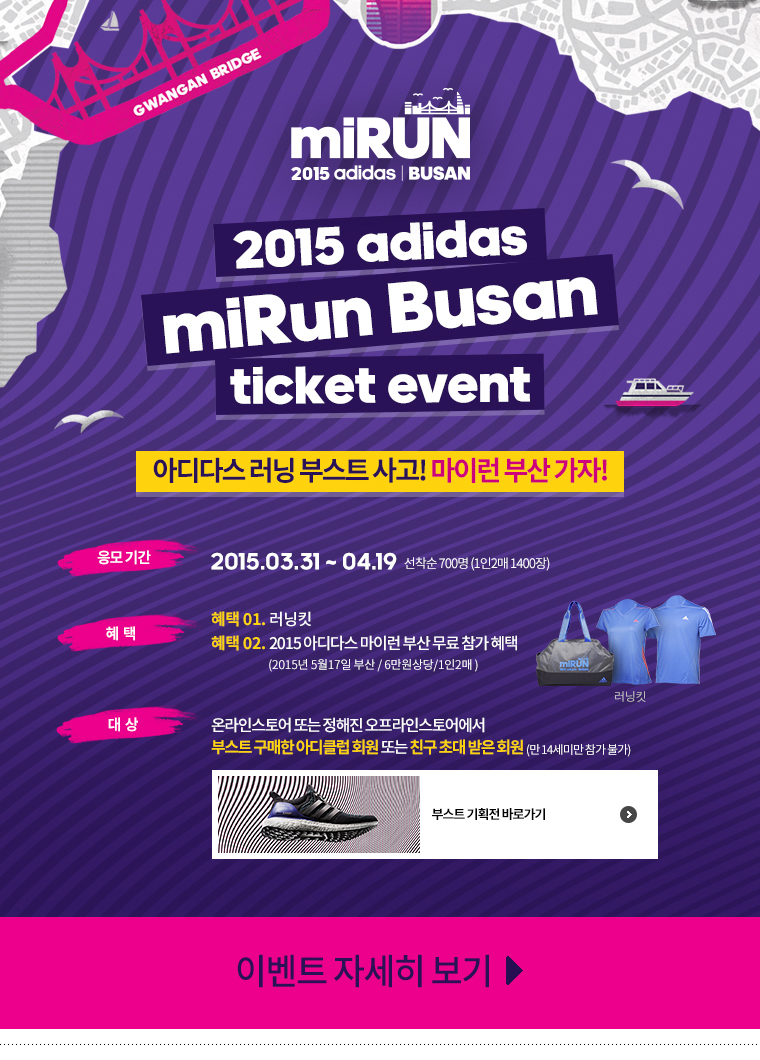 GWANGAN BRIDGE
miRUN
2015 adidas | BUSAN
2015 adidas
miRun Busan
ticket event
아디다스 러닝 부스트 사고! 마이런 부산 가자!
응모 기간
2015.03.31 ~ 04.19 선착순 700명 (1인2매 1400장)
혜 택
혜택 01. 러닝킷
혜택 02. 2015 아디다스 마이런 부산 무료 참가 혜택
(2015년 5월17일 부산 / 6만원상당/1인2매 )
miRUN
러닝킷
대 상
온라인스토어 또는 정해진 오프라인스토어에서
부스트 구매한 아디클럽 회원 또는 친구 초대 받은 회원 (만 14세미만 참가 불가)
부스트 기획전 바로가기
이벤트 자세히 보기